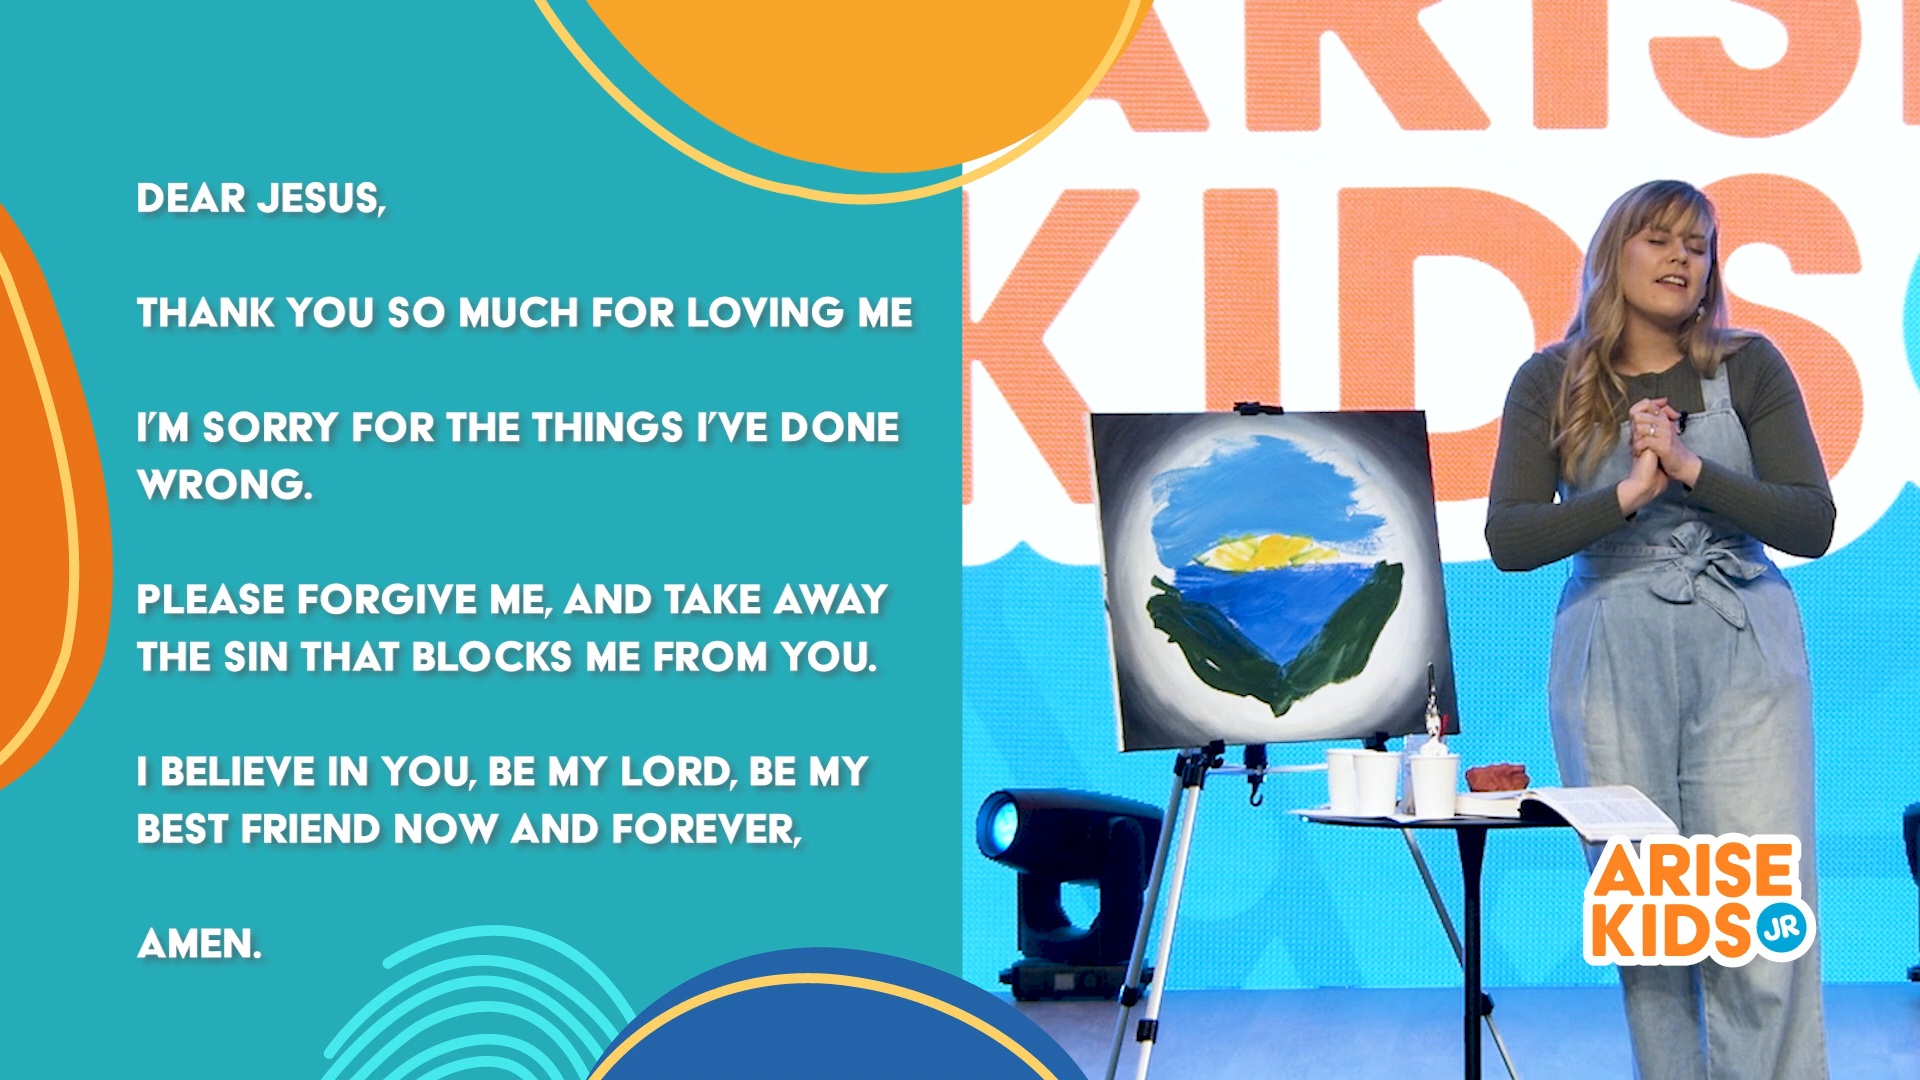 DEAR JESUS,
THANK YOU SO MUCH FOR LOVING ME
I'M SORRY FOR THE THINGS I'VE DONE
WRONG.
PLEASE FORGIVE ME, AND TAKE AWAY
THE SIN THAT BLOCKS ME FROM YOU.
I BELIEVE IN YOU, BE MY LORD, BE MY
BEST FRIEND NOW AND FOREVER,
AMEN.
ARISE
KIDS
ARISE
KIDS JR